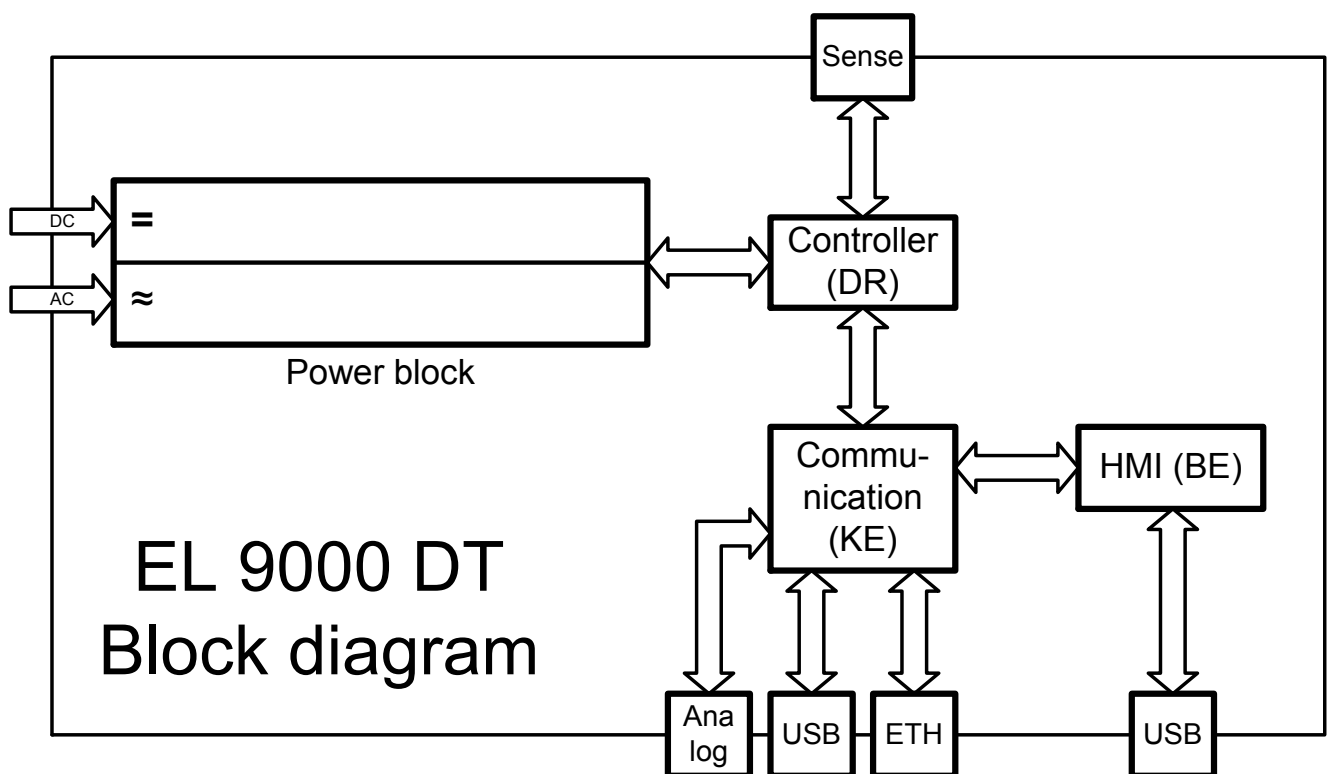 Sense
DC
=
Controller
(DR)
AC
≈
Power block
Commu-
nication
(KE)
HMI (BE)
EL 9000 DT
Block diagram
Ana
log
USB
ETH
USB